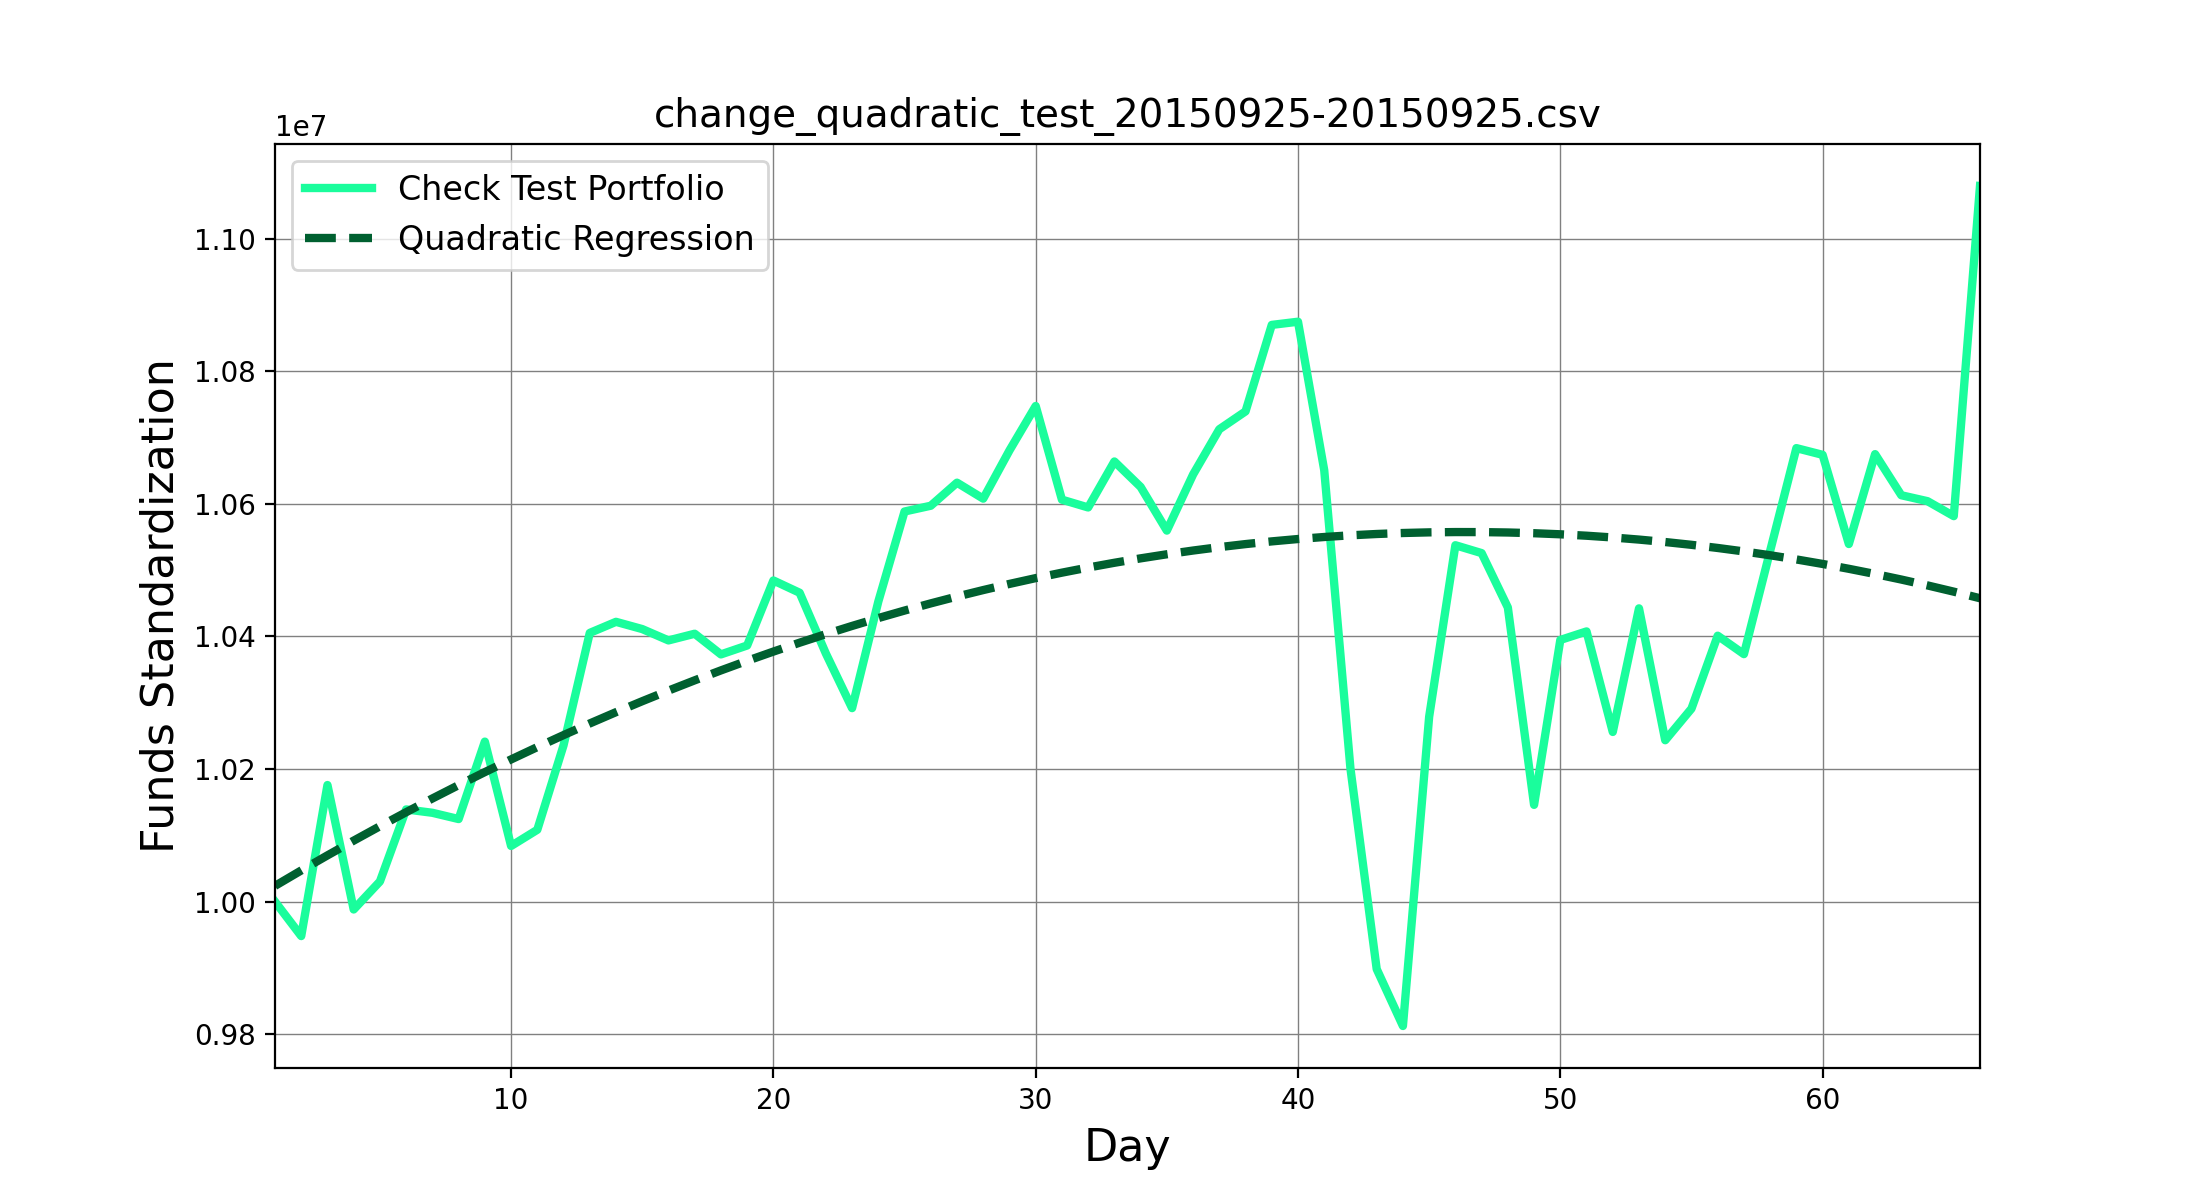 change_quadratic_test_20150925-20150925.csv
1e7
Check Test Portfolio
Quadratic Regression
1.10
1.08
1.06
1.04
1.02
1.00
0.98
Funds Standardization
10 20 30 40 50 60
Day